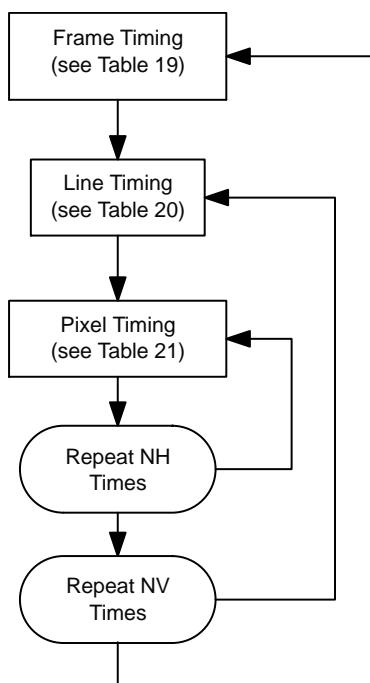 Frame Timing
(see Table 19)
Line Timing
(see Table 20)
Pixel Timing
(see Table 21)
Repeat NH
Times
Repeat NV
Times